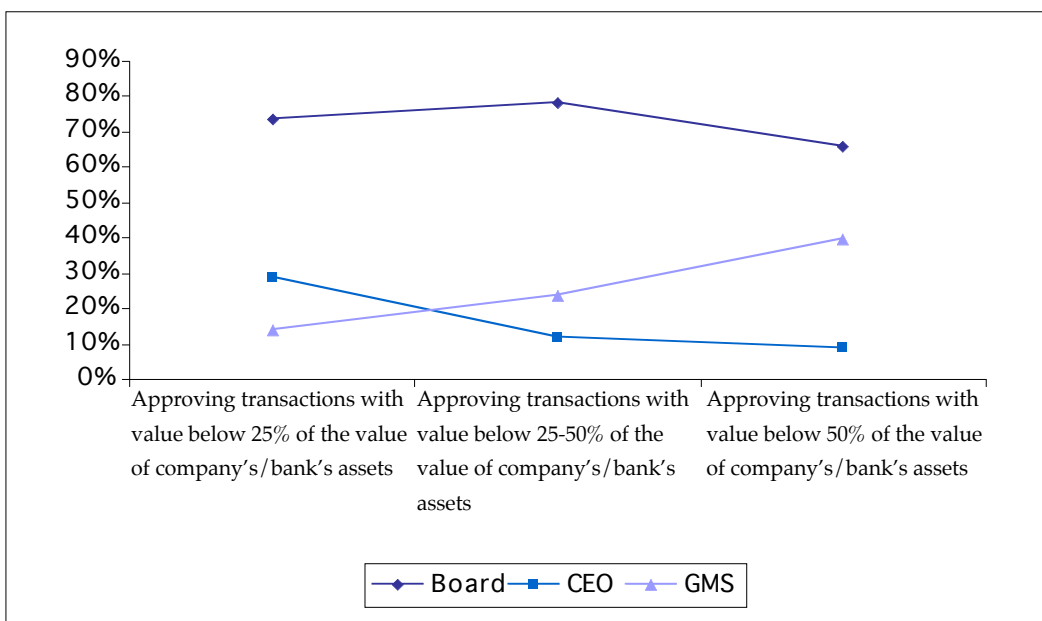 90%
80%
70%
60%
50%
40%
30%
20%
10%
0%
Approving transactions with
value below 25% of the value
of company's/bank's assets
Approving transactions with
value below 25-50% of the
value of company's/bank's
assets
Approving transactions with
value below 50% of the value
of company's/bank's assets
Board
CEO
GMS